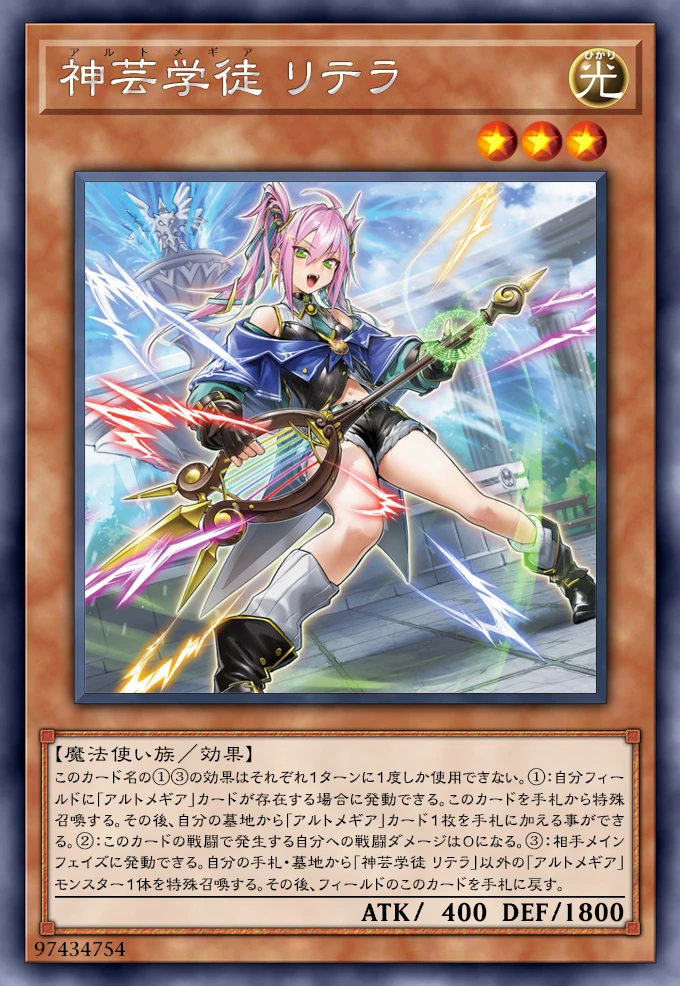 アルトメギア
神芸学徒 リテラ
ひかり
光
【魔法使い族／効果】
このカード名の①③の効果はそれぞれ1ターンに1度しか使用できない。①：自分フィー
ルドに「アルトメギア」カードが存在する場合に発動できる。このカードを手札から特殊
召喚する。その後、自分の墓地から「アルトメギア」カード1枚を手札に加える事ができ
る。②：このカードの戦闘で発生する自分への戦闘ダメージは0になる。③：相手メイン
フェイズに発動できる。自分の手札・墓地から「神芸学徒 リテラ」以外の「アルトメギア」
モンスター1体を特殊召喚する。その後、フィールドのこのカードを手札に戻す。
ATK/ 400 DEF/1800
97434754